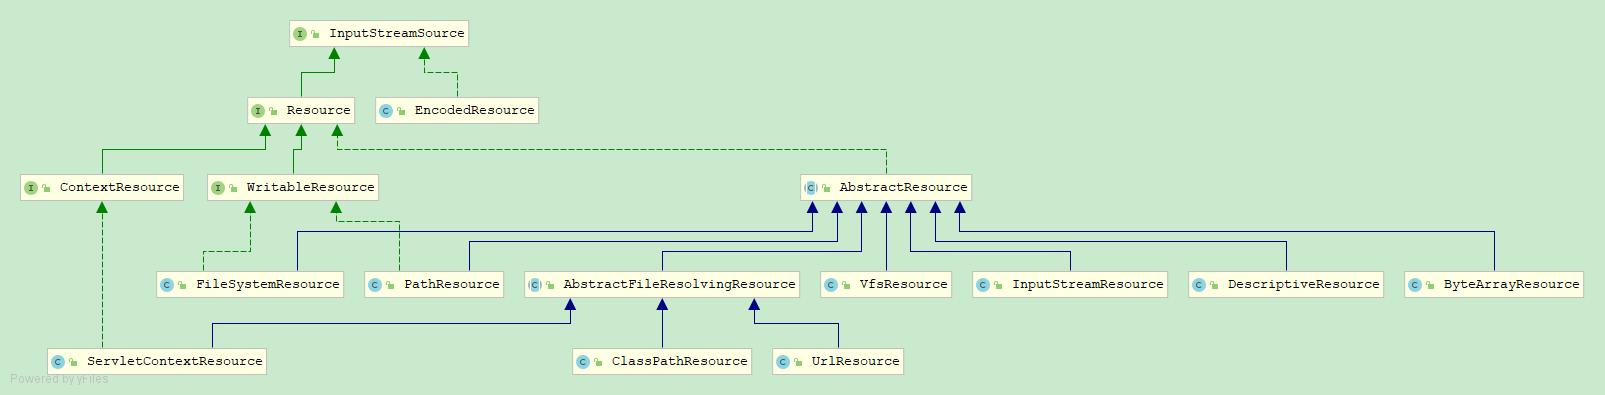 InputStreamSource
Resource
EncodedResource
ContextResource
WritableResource
AbstractResource
FileSystemResource
PathResource
AbstractFileResolvingResource
VfsResource
InputStreamResource
DescriptiveResource
ByteArrayResource
ServletContextResource
ClassPathResource
UrlResource
Powered by yFiles